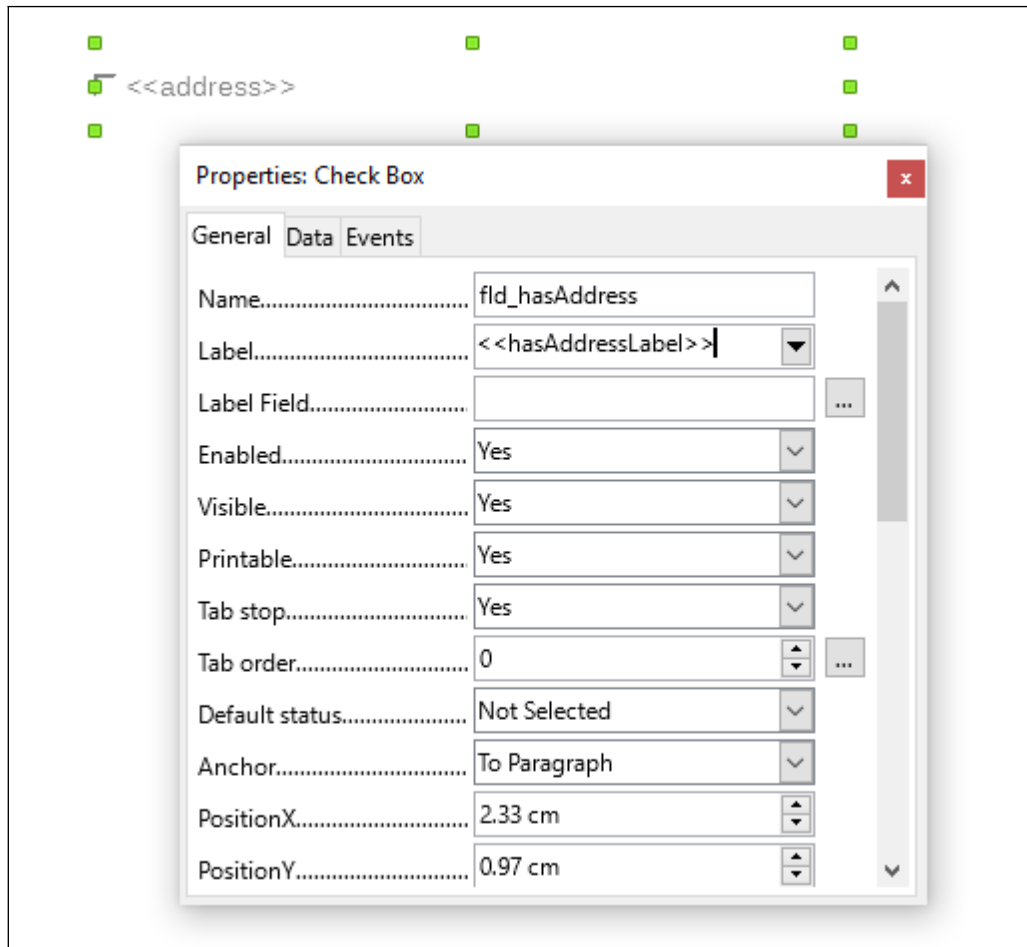 <<address>>
Properties: Check Box
x
General Data Events
Name................................. fld_hasAddress
Label.................................. <<hasAddressLabel>>
Label Field.......................... ...
Enabled.............................. Yes
Visible................................ Yes
Printable............................ Yes
Tab stop............................. Yes
Tab order........................... 0 ...
Default status.................... Not Selected
Anchor............................... To Paragraph
PositionX............................ 2.33 cm
PositionY............................ 0.97 cm